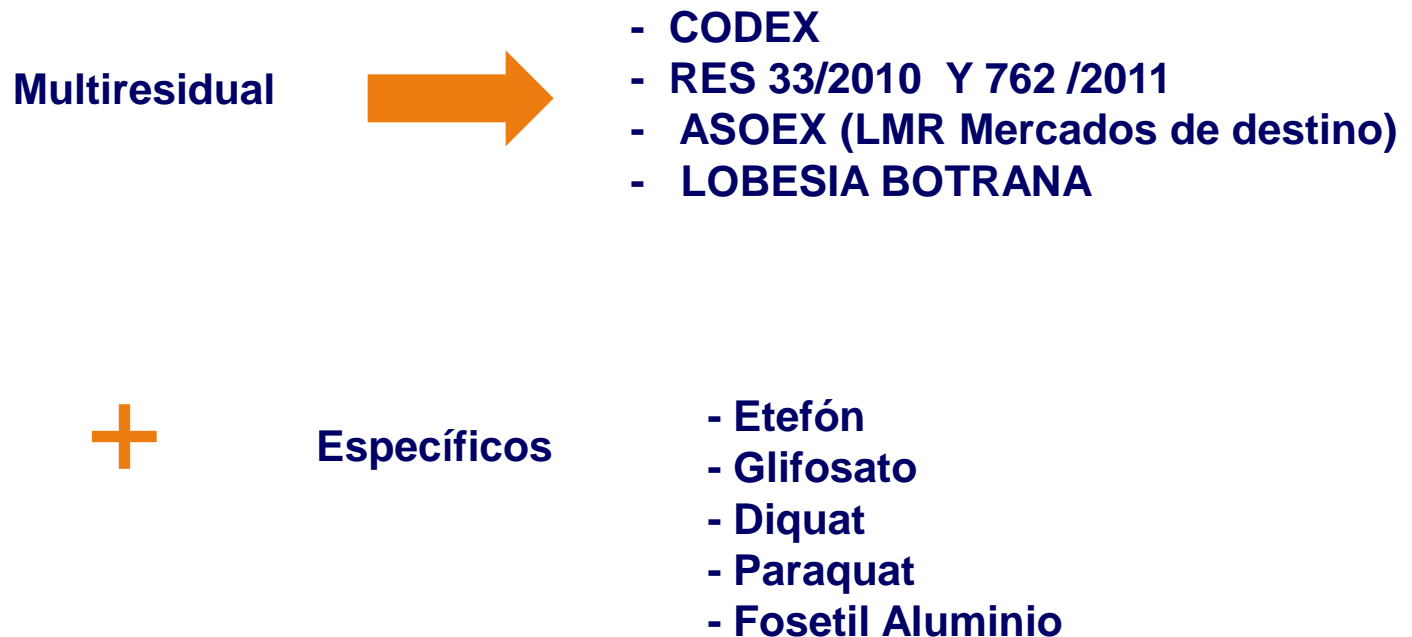 Multiresidual
- CODEX
- RES 33/2010 Y 762 /2011
- ASOEX (LMR Mercados de destino)
- LOBESIA BOTRANA
+
Específicos
- Etefón
- Glifosato
- Diquat
- Paraquat
- Fosetil Aluminio